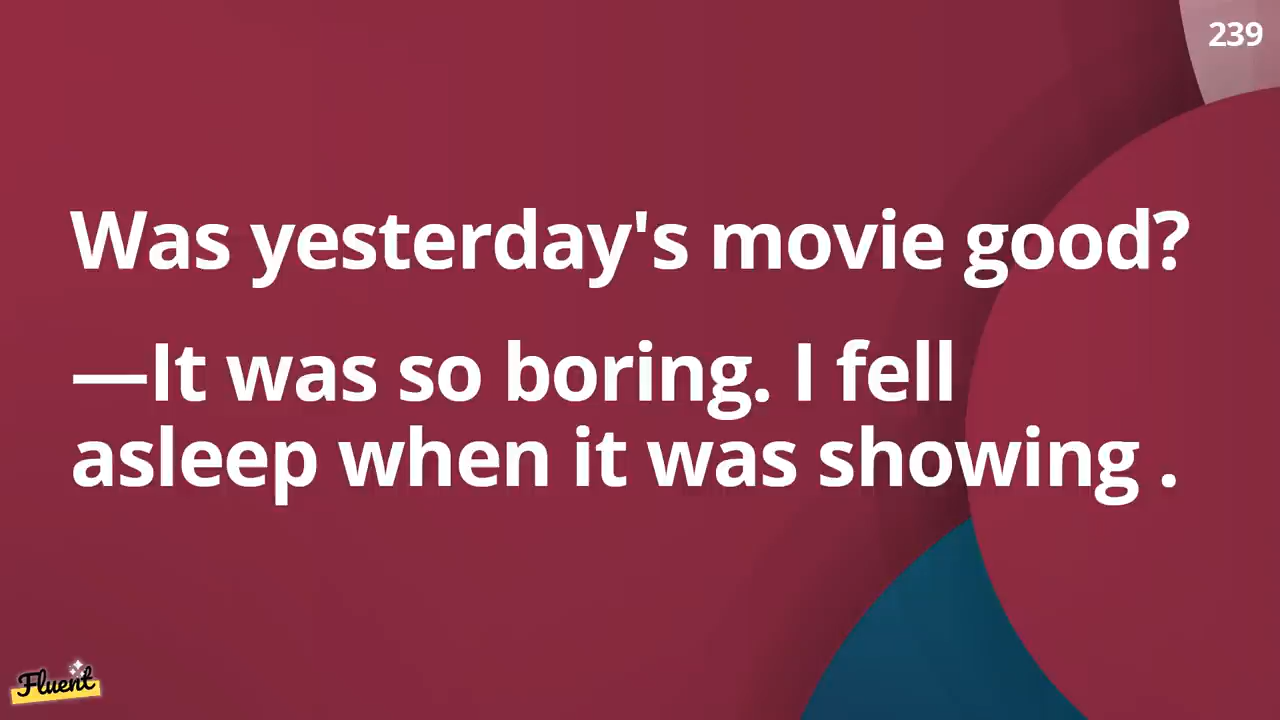 239
Was yesterday's movie good?
—It was so boring. I fell
asleep when it was showing .
Fluent